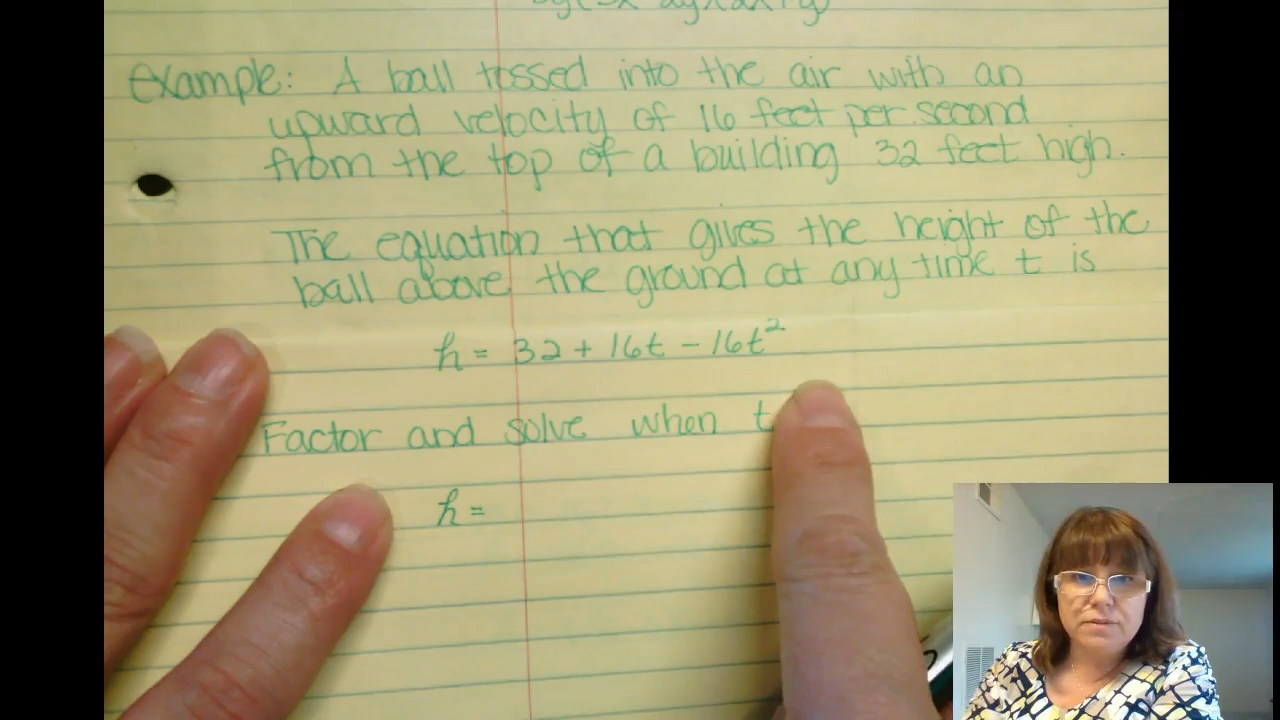 example: A ball tossed into the air with an
upward velocity of 16 feet per second
from the top of a building 32 feet high.
The equation that gives the height of the
ball above the ground at any time t is
h = 32 + 16t - 16t²
Factor and solve when t
h =